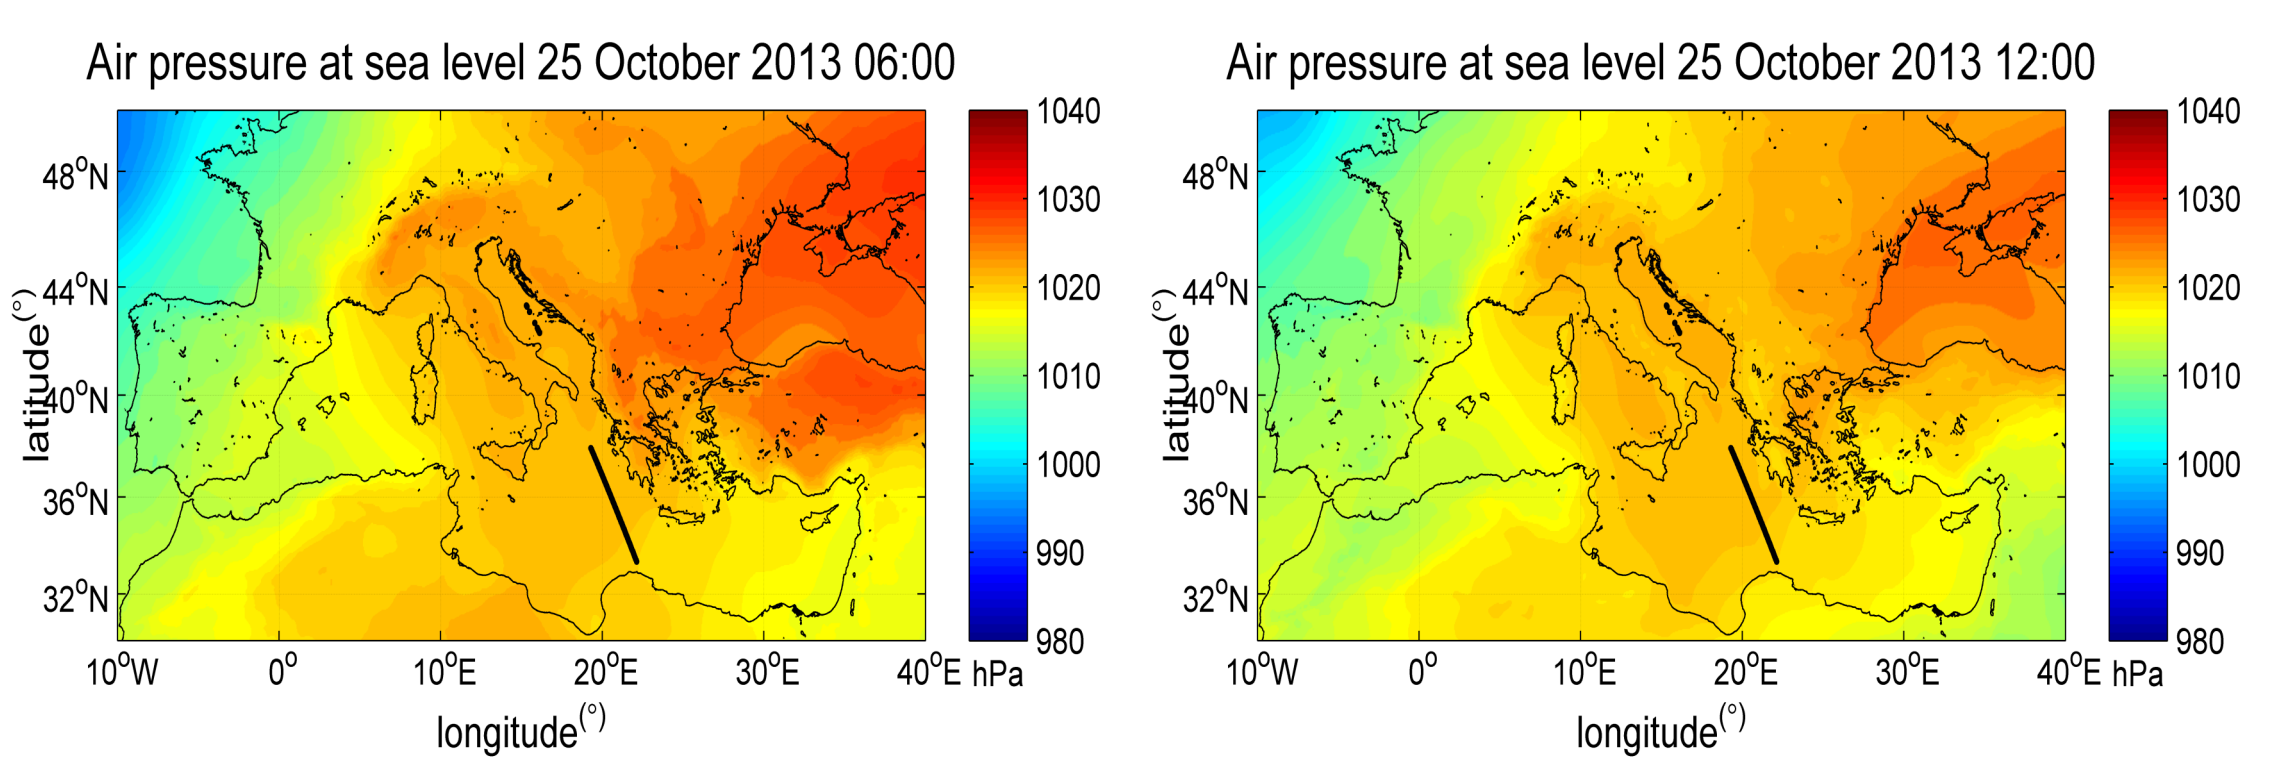 Air pressure at sea level 25 October 2013 06:00
1040
1030
1020
1010
1000
990
980
hPa
48°N
44°N
40°N
36°N
32°N
latitude(°)
10°W 0° 10°E 20°E 30°E 40°E
longitude(°)
Air pressure at sea level 25 October 2013 12:00
1040
1030
1020
1010
1000
990
980
hPa
48°N
44°N
40°N
36°N
32°N
latitude(°)
10°W 0° 10°E 20°E 30°E 40°E
longitude(°)